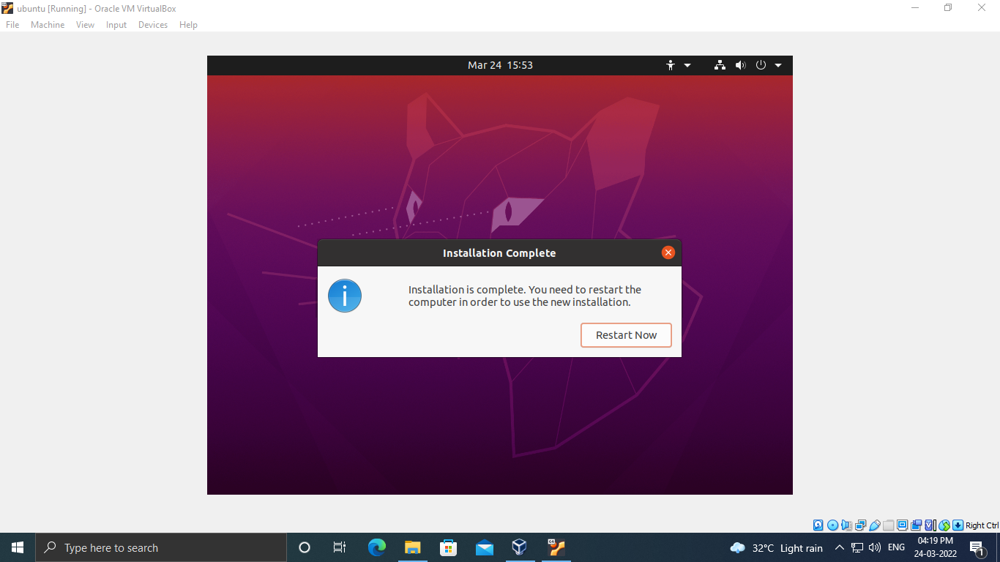 ubuntu [Running] - Oracle VM VirtualBox
File Machine View Input Devices Help
Mar 24 15:53
Installation Complete
Installation is complete. You need to restart the
computer in order to use the new installation.
Restart Now
Right Ctrl
Type here to search
32°C Light rain
ENG
04:19 PM
24-03-2022
1